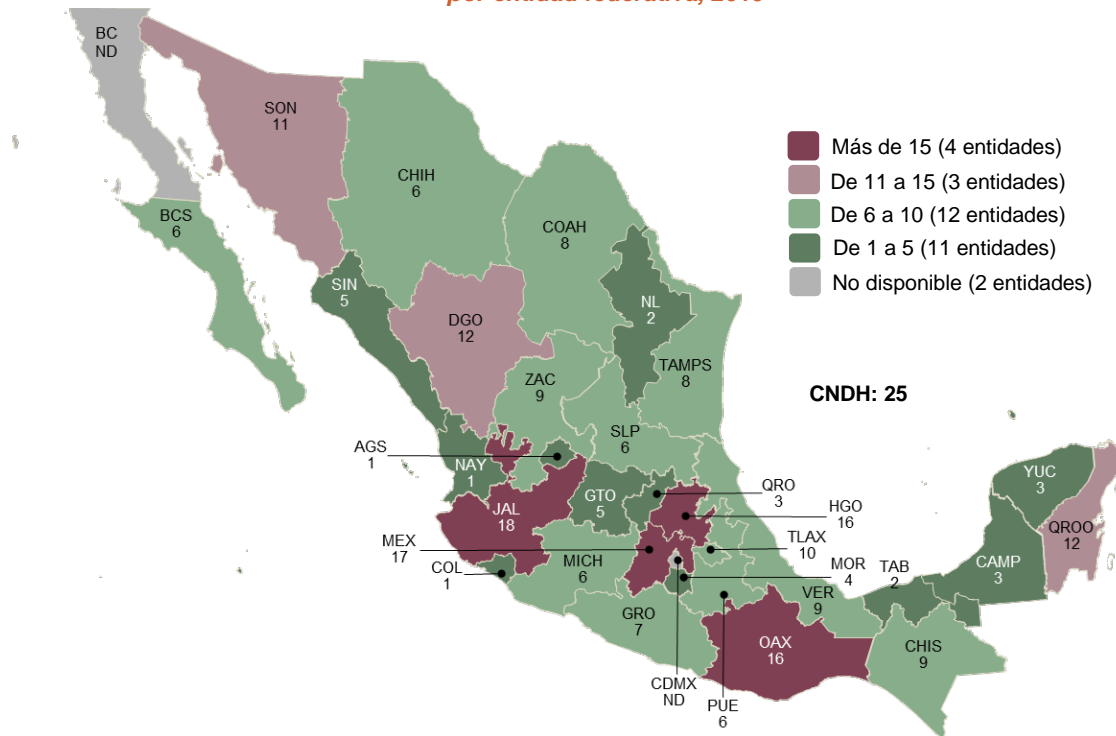 por entidad federativa, 2019
BC
ND
SON
11
CHIH
6
COAH
8
BCS
6
SIN
5
NL
2
DGO
12
TAMPS
8
ZAC
9
SLP
6
Más de 15 (4 entidades)
De 11 a 15 (3 entidades)
De 6 a 10 (12 entidades)
De 1 a 5 (11 entidades)
No disponible (2 entidades)
CNDH: 25
AGS
1
NAY
1
GTO
5
QRO
3
HGO
16
YUC
3
QROO
12
JAL
18
MEX
17
TLAX
10
COL
1
MICH
6
MOR
4
TAB
2
CAMP
3
VER
9
GRO
7
OAX
16
CHIS
9
CDMX
ND
PUE
6